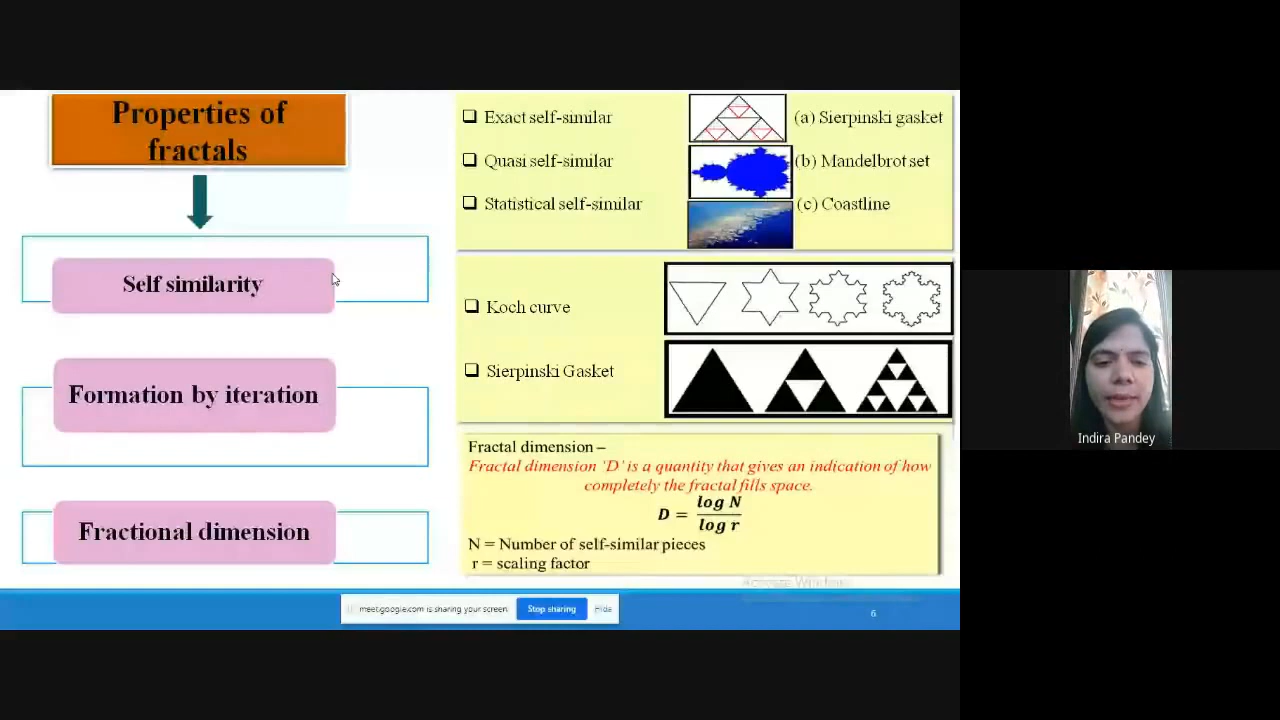 Properties of
fractals
Self similarity
Formation by iteration
Fractional dimension
❑ Exact self-similar
(a) Sierpinski gasket
❑ Quasi self-similar
(b) Mandelbrot set
❑ Statistical self-similar
(c) Coastline
❑ Koch curve
❑ Sierpinski Gasket
Fractal dimension –
Fractal dimension 'D' is a quantity that gives an indication of how
completely the fractal fills space.
D = log N / log r
N = Number of self-similar pieces
r = scaling factor
meet.google.com is sharing your screen
Stop sharing
Hide
6
Indira Pandey